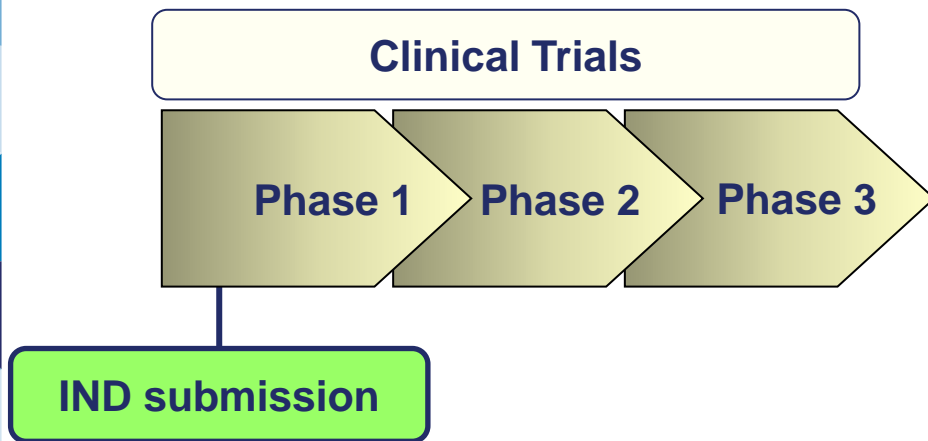 Clinical Trials
Phase 1
Phase 2
Phase 3
IND submission